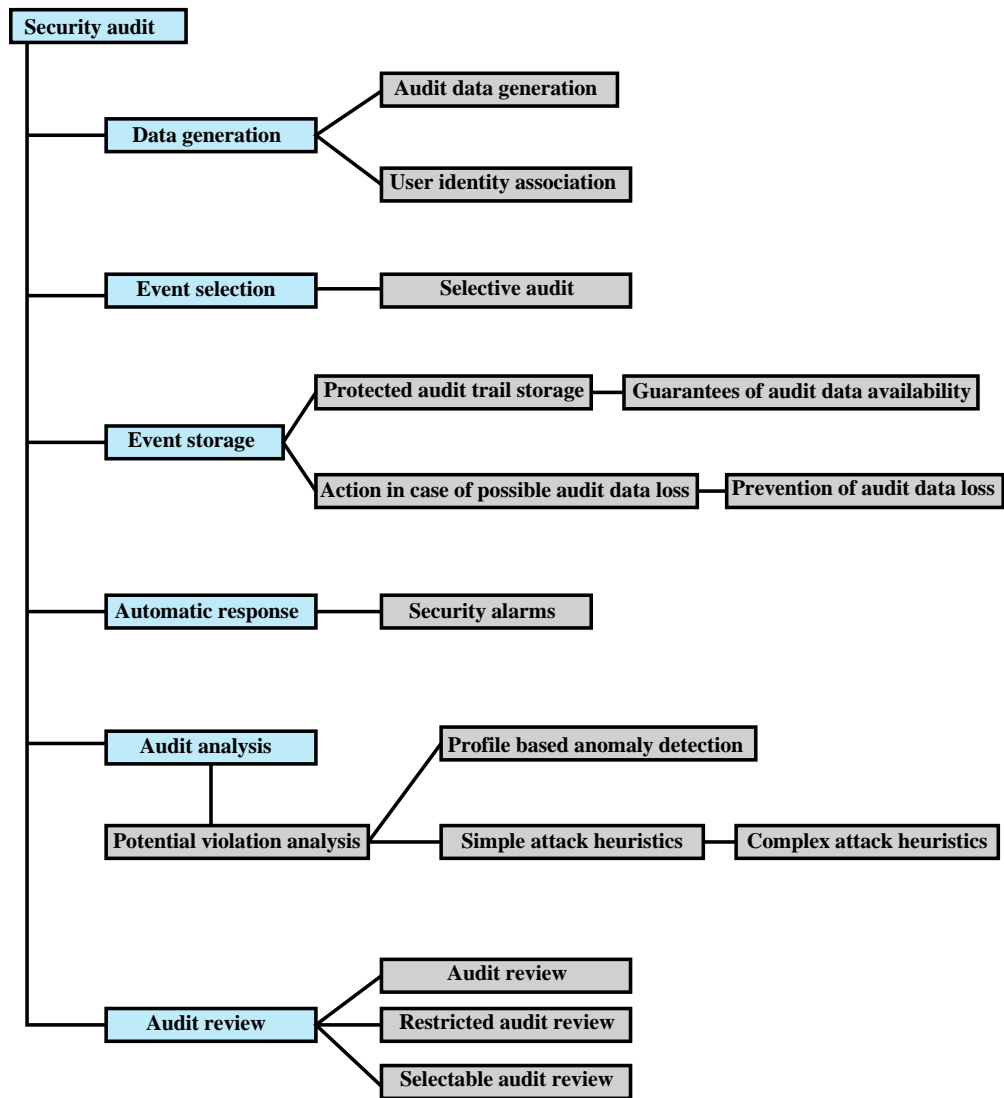 Security audit
Audit data generation
Data generation
User identity association
Event selection
Selective audit
Protected audit trail storage
Guarantees of audit data availability
Event storage
Action in case of possible audit data loss
Prevention of audit data loss
Automatic response
Security alarms
Audit analysis
Profile based anomaly detection
Potential violation analysis
Simple attack heuristics
Complex attack heuristics
Audit review
Audit review
Restricted audit review
Selectable audit review